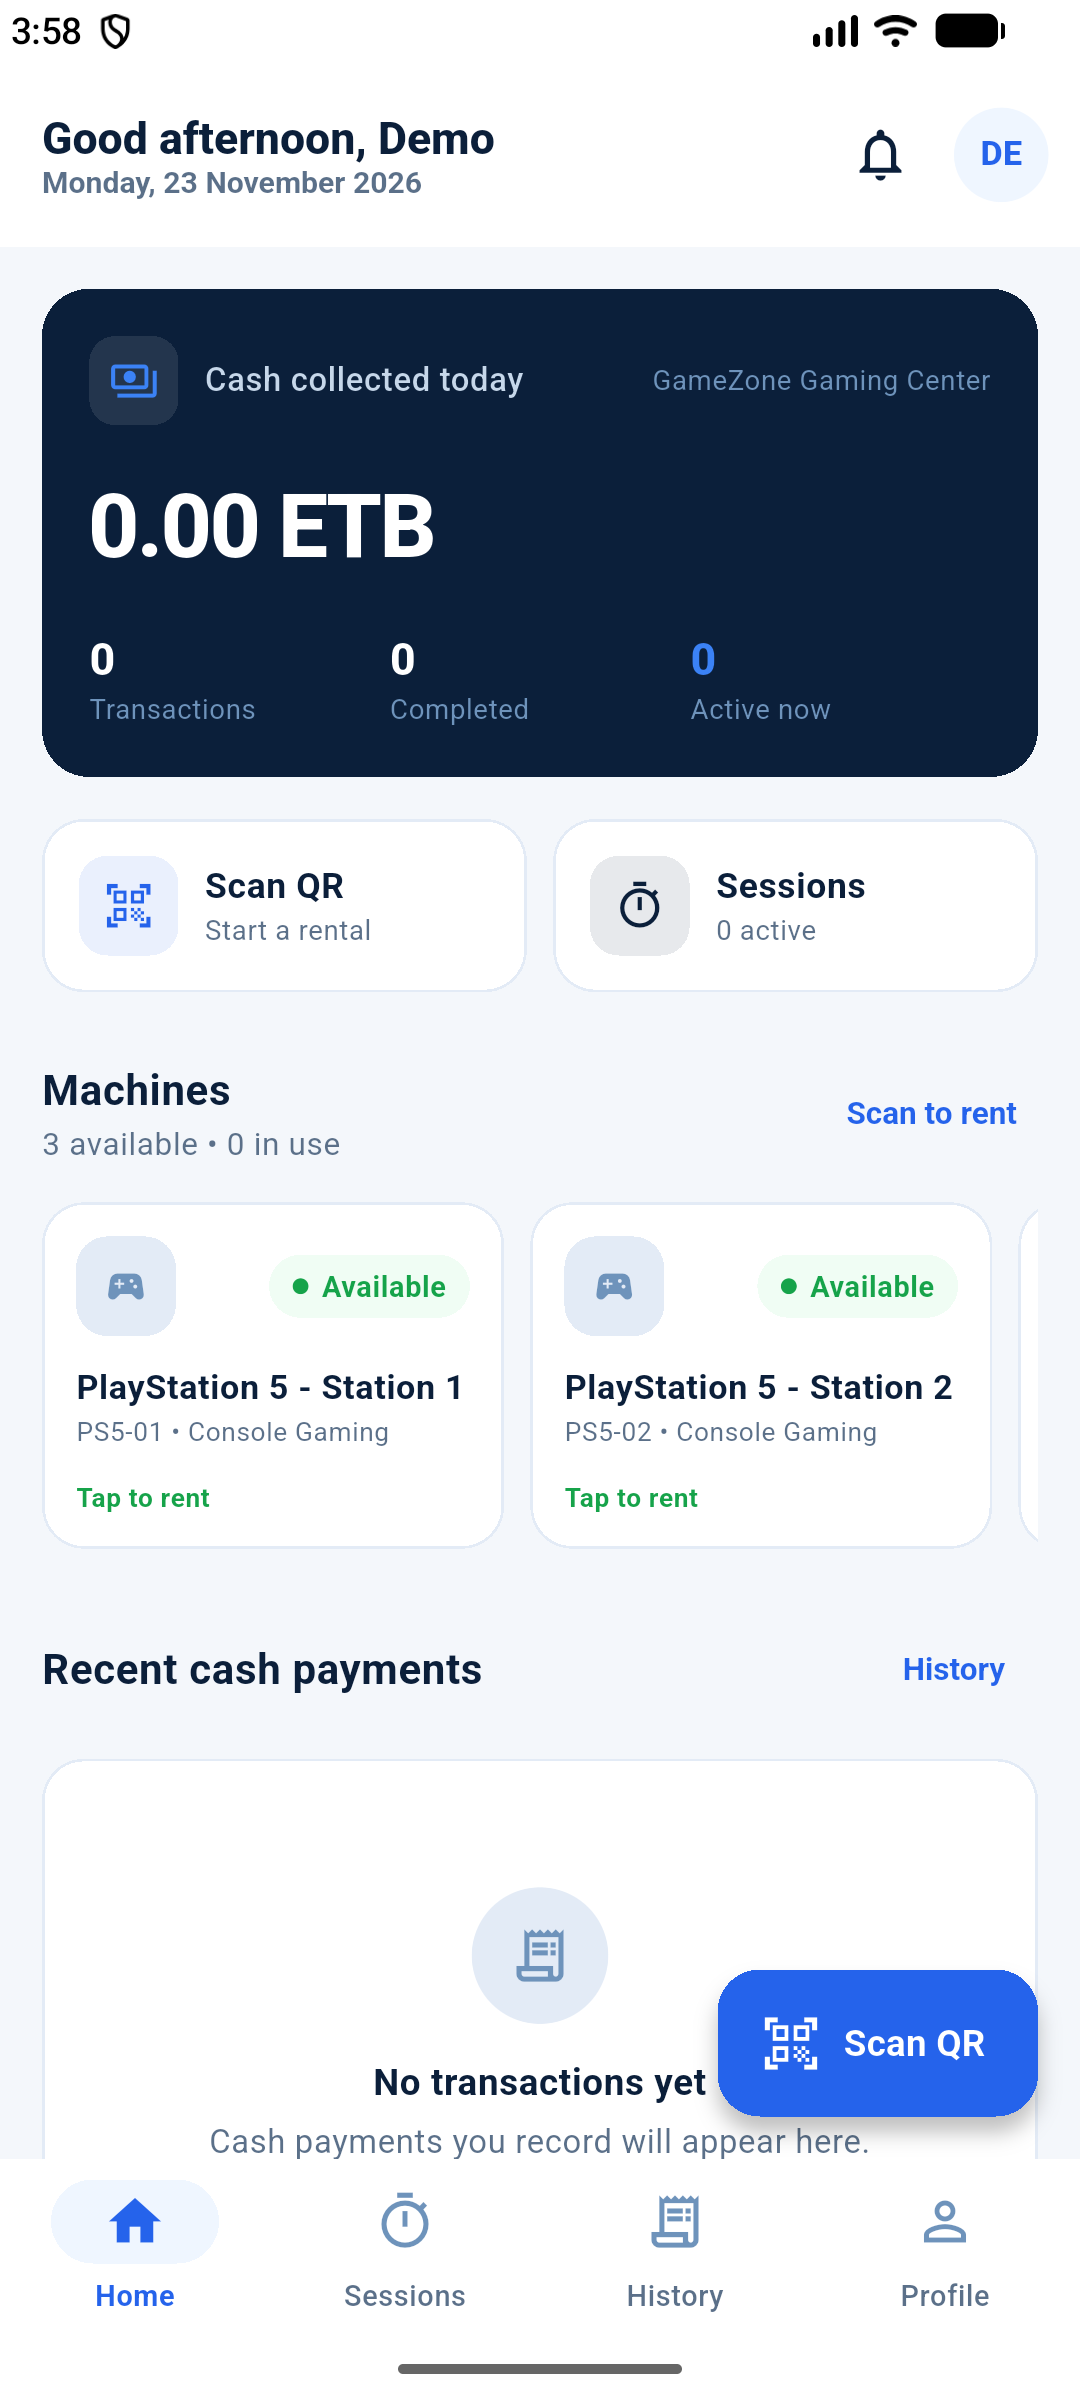 3:58
Good afternoon, Demo
Monday, 23 November 2026
DE
Cash collected today
GameZone Gaming Center
0.00 ETB
0
0
0
Transactions
Completed
Active now
Scan QR
Start a rental
Sessions
0 active
Machines
3 available • 0 in use
Scan to rent
Available
PlayStation 5 - Station 1
PS5-01 • Console Gaming
Tap to rent
Available
PlayStation 5 - Station 2
PS5-02 • Console Gaming
Tap to rent
Recent cash payments
History
No transactions yet
Cash payments you record will appear here.
Scan QR
Home
Sessions
History
Profile